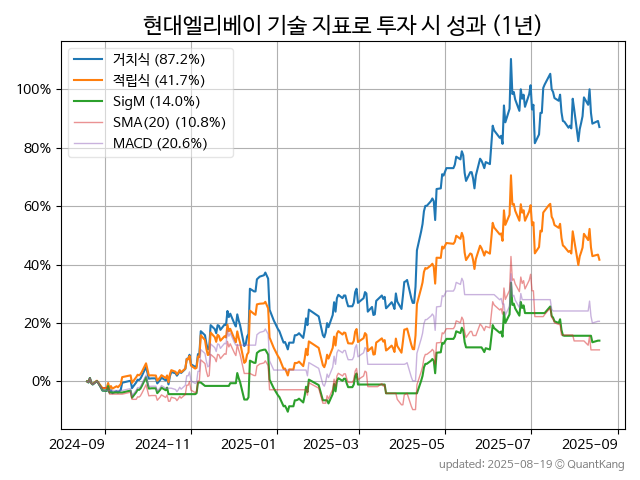 현대엘리베이 기술 지표로 투자 시 성과 (1년)
거치식 (87.2%)
적립식 (41.7%)
SigM (14.0%)
SMA(20) (10.8%)
MACD (20.6%)
100%
80%
60%
40%
20%
0%
2024-09 2024-11 2025-01 2025-03 2025-05 2025-07 2025-09
updated: 2025-08-19 © QuantKang